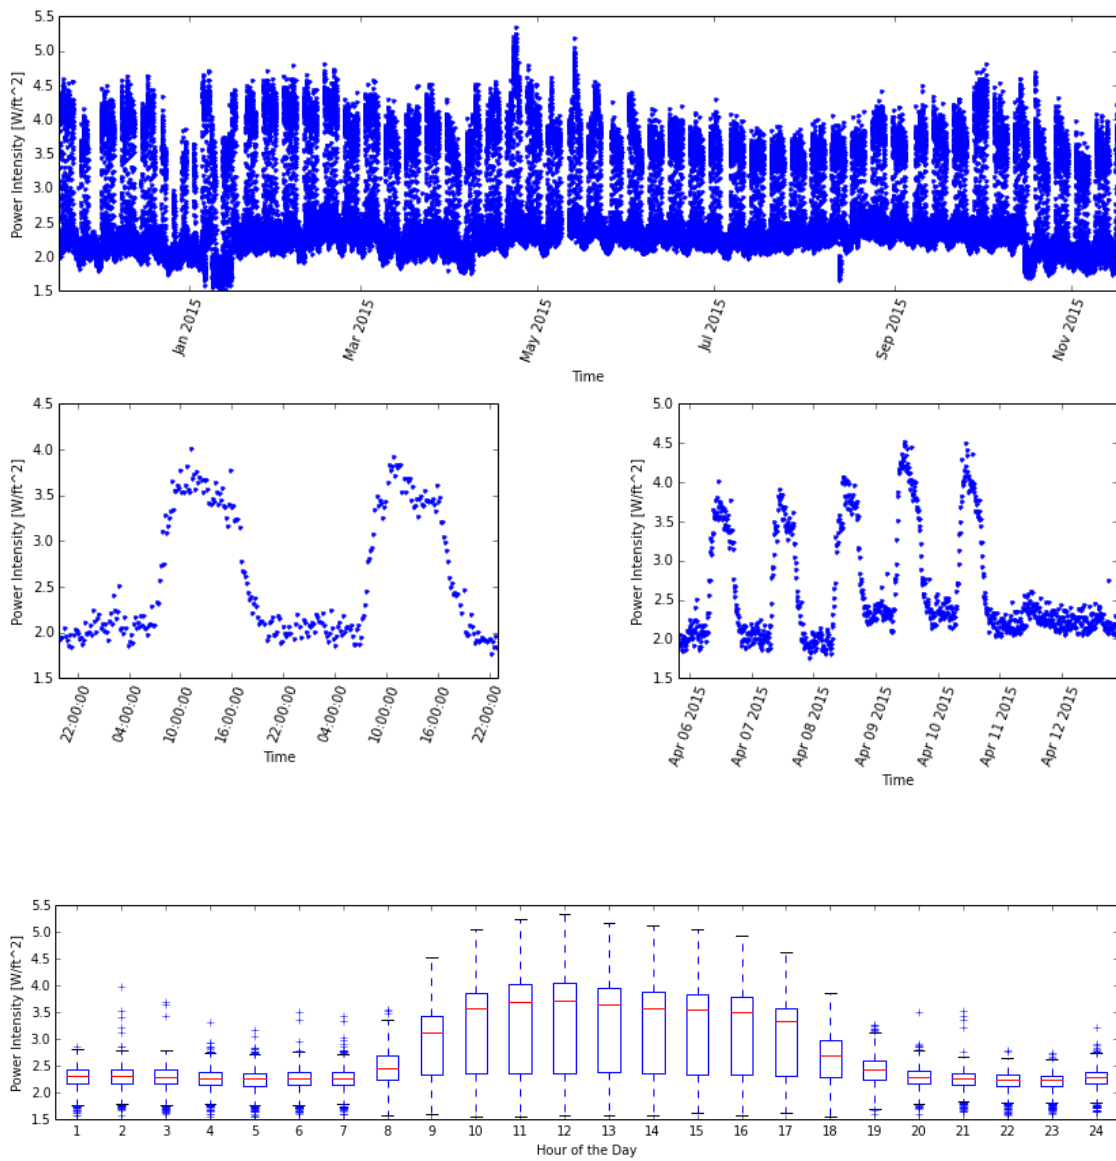 5.5
5.0
4.5
4.0
3.5
3.0
2.5
2.0
1.5
Power Intensity [W/ft^2]
Jan 2015
Mar 2015
May 2015
Jul 2015
Sep 2015
Nov 2015
Time
4.5
4.0
3.5
3.0
2.5
2.0
1.5
Power Intensity [W/ft^2]
22:00:00
04:00:00
10:00:00
16:00:00
22:00:00
04:00:00
10:00:00
16:00:00
22:00:00
Time
5.0
4.5
4.0
3.5
3.0
2.5
2.0
1.5
Power Intensity [W/ft^2]
Apr 06 2015
Apr 07 2015
Apr 08 2015
Apr 09 2015
Apr 10 2015
Apr 11 2015
Apr 12 2015
Time
5.5
5.0
4.5
4.0
3.5
3.0
2.5
2.0
1.5
Power Intensity [W/ft^2]
1 2 3 4 5 6 7 8 9 10 11 12 13 14 15 16 17 18 19 20 21 22 23 24
Hour of the Day